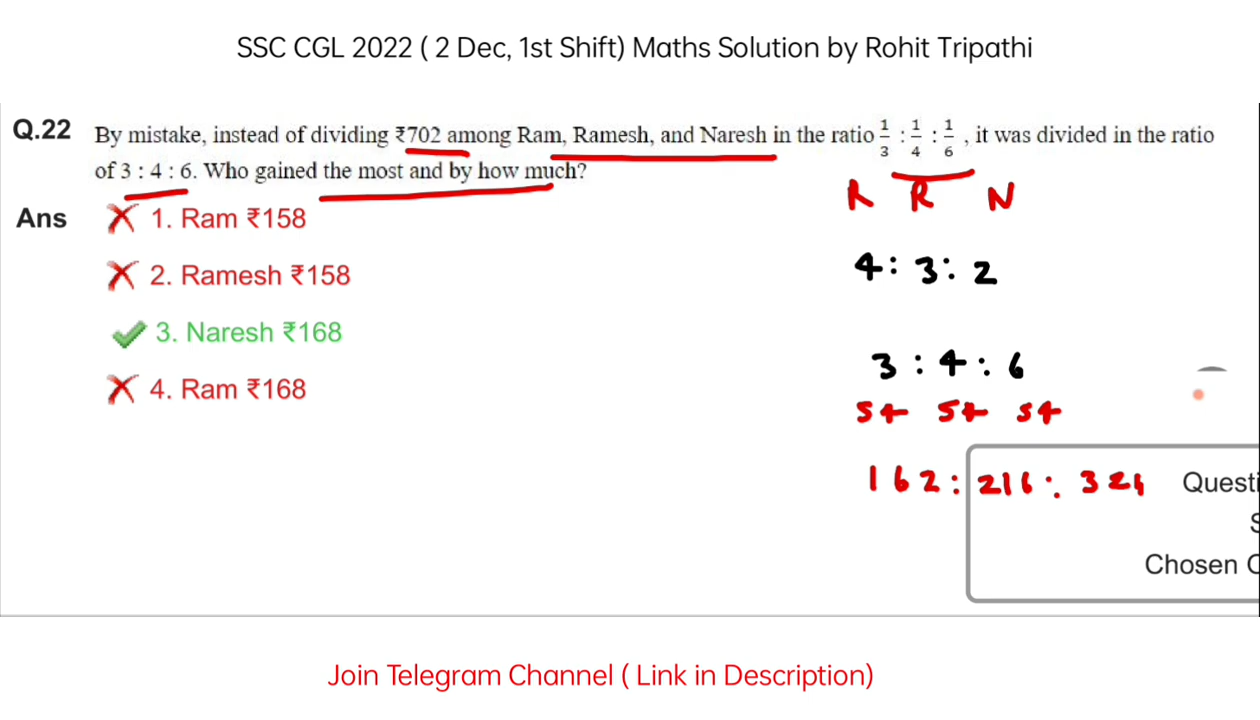 SSC CGL 2022 ( 2 Dec, 1st Shift) Maths Solution by Rohit Tripathi
Q.22 By mistake, instead of dividing ₹702 among Ram, Ramesh, and Naresh in the ratio 1/3 : 1/4 : 1/6 , it was divided in the ratio
of 3 : 4 : 6. Who gained the most and by how much?
R R N
Ans 1. Ram ₹158
2. Ramesh ₹158
4 : 3 : 2
3. Naresh ₹168
3 : 4 : 6
4. Ram ₹168
54 54 54
162 : 216 : 324
Questi
S
Chosen O
Join Telegram Channel ( Link in Description)